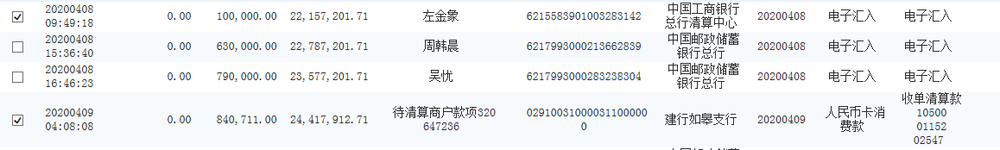 20200408
09:49:18
0.00
100,000.00
22,157,201.71
左金象
6215583901003283142
中国工商银行
总行清算中心
20200408
电子汇入
电子汇入
20200408
15:36:40
0.00
630,000.00
22,787,201.71
周韩晨
6217993000213662839
中国邮政储蓄
银行总行
20200408
电子汇入
电子汇入
20200408
16:46:23
0.00
790,000.00
23,577,201.71
吴忧
6217993000283238304
中国邮政储蓄
银行总行
20200408
电子汇入
电子汇入
20200409
04:08:08
0.00
840,711.00
24,417,912.71
待清算商户款项320
647236
02910031000031100000
0
建行如皋支行
20200409
人民币卡消
费款
收单清算款
10500
01152
02547